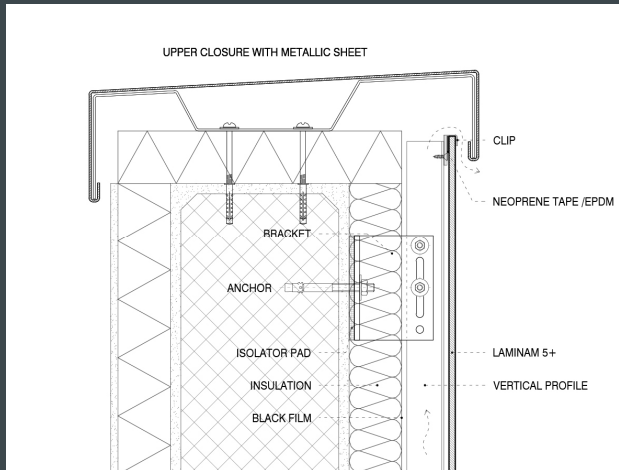 UPPER CLOSURE WITH METALLIC SHEET
CLIP
NEOPRENE TAPE /EPDM
BRACKET
ANCHOR
ISOLATOR PAD
LAMINAM 5+
INSULATION
VERTICAL PROFILE
BLACK FILM